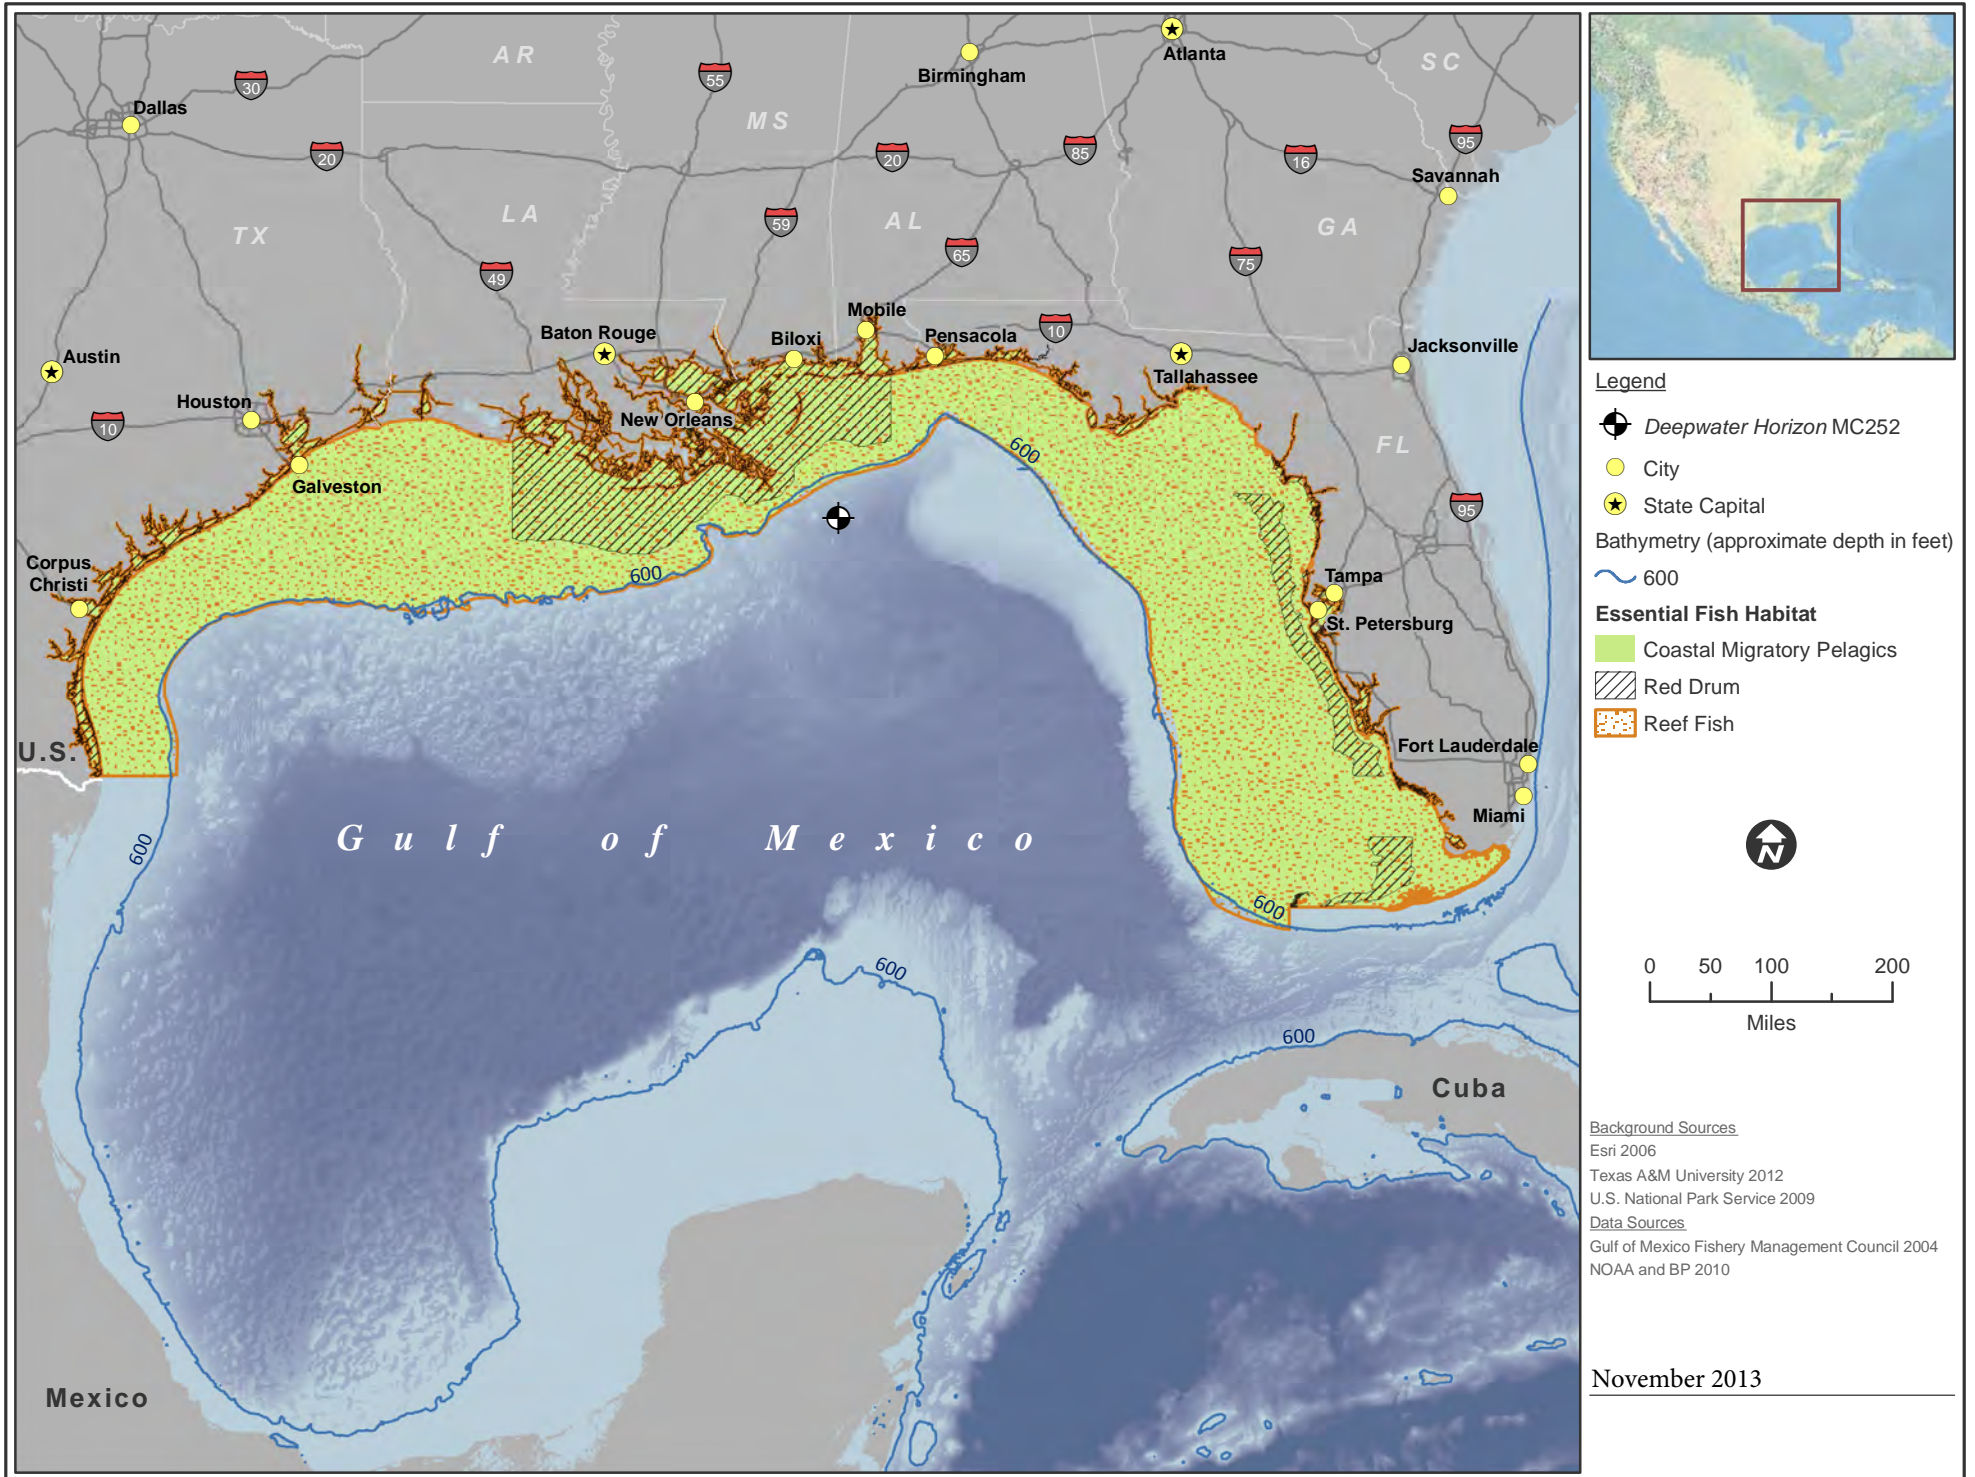 AR
SC
MS
TX
LA
AL
GA
FL
30
55
20
20
85
16
95
59
65
75
49
10
10
95
Dallas
Birmingham
Atlanta
Savannah
Austin
Houston
Baton Rouge
Biloxi
Mobile
Pensacola
Tallahassee
Jacksonville
New Orleans
Galveston
Corpus
Christi
Tampa
St. Petersburg
Fort Lauderdale
Miami
U.S.
Gulf of Mexico
Cuba
Mexico
600
600
600
600
600
600
Legend
Deepwater Horizon MC252
City
State Capital
Bathymetry (approximate depth in feet)
600
Essential Fish Habitat
Coastal Migratory Pelagics
Red Drum
Reef Fish
N
0 50 100 200
Miles
Background Sources
Esri 2006
Texas A&M University 2012
U.S. National Park Service 2009
Data Sources
Gulf of Mexico Fishery Management Council 2004
NOAA and BP 2010
November 2013